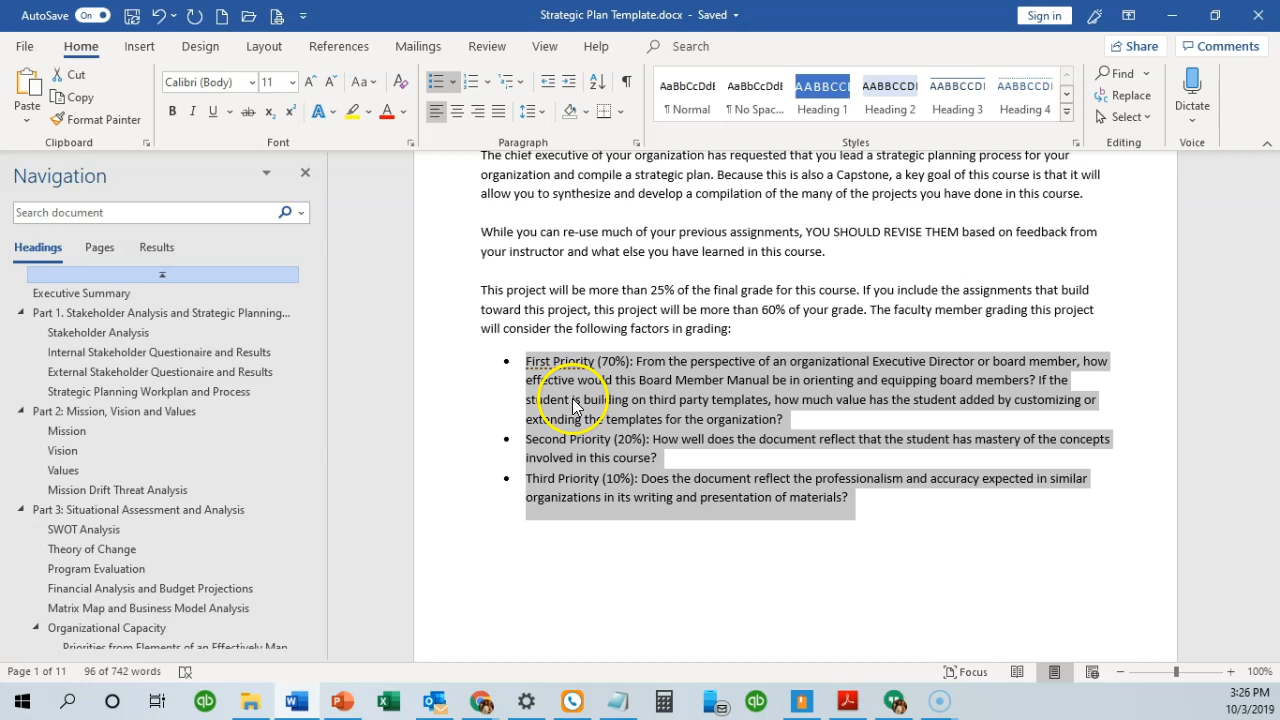 AutoSave On Strategic Plan Template.docx - Saved Sign in
File Home Insert Design Layout References Mailings Review View Help Search Share Comments
Paste Cut Copy Format Painter
Calibri (Body) 11
AaBbCcDdE AaBbCcDdE AABBCCI AABBCCDE AABBCCDI AABBCCDI
¶ Normal ¶ No Spac... Heading 1 Heading 2 Heading 3 Heading 4
Find Replace Select
Dictate
Clipboard Font Paragraph Styles Editing Voice
Navigation
Search document
Headings Pages Results
Executive Summary
Part 1. Stakeholder Analysis and Strategic Planning...
Stakeholder Analysis
Internal Stakeholder Questionaire and Results
External Stakeholder Questionaire and Results
Strategic Planning Workplan and Process
Part 2: Mission, Vision and Values
Mission
Vision
Values
Mission Drift Threat Analysis
Part 3: Situational Assessment and Analysis
SWOT Analysis
Theory of Change
Program Evaluation
Financial Analysis and Budget Projections
Matrix Map and Business Model Analysis
Organizational Capacity
Priorities from Elements of an Effectively Man
The chief executive of your organization has requested that you lead a strategic planning process for your
organization and compile a strategic plan. Because this is also a Capstone, a key goal of this course is that it will
allow you to synthesize and develop a compilation of the many of the projects you have done in this course.
While you can re-use much of your previous assignments, YOU SHOULD REVISE THEM based on feedback from
your instructor and what else you have learned in this course.
This project will be more than 25% of the final grade for this course. If you include the assignments that build
toward this project, this project will be more than 60% of your grade. The faculty member grading this project
will consider the following factors in grading:
• First Priority (70%): From the perspective of an organizational Executive Director or board member, how
effective would this Board Member Manual be in orienting and equipping board members? If the
student is building on third party templates, how much value has the student added by customizing or
extending the templates for the organization?
• Second Priority (20%): How well does the document reflect that the student has mastery of the concepts
involved in this course?
• Third Priority (10%): Does the document reflect the professionalism and accuracy expected in similar
organizations in its writing and presentation of materials?
Page 1 of 11 96 of 742 words Focus 100%
3:26 PM
10/3/2019